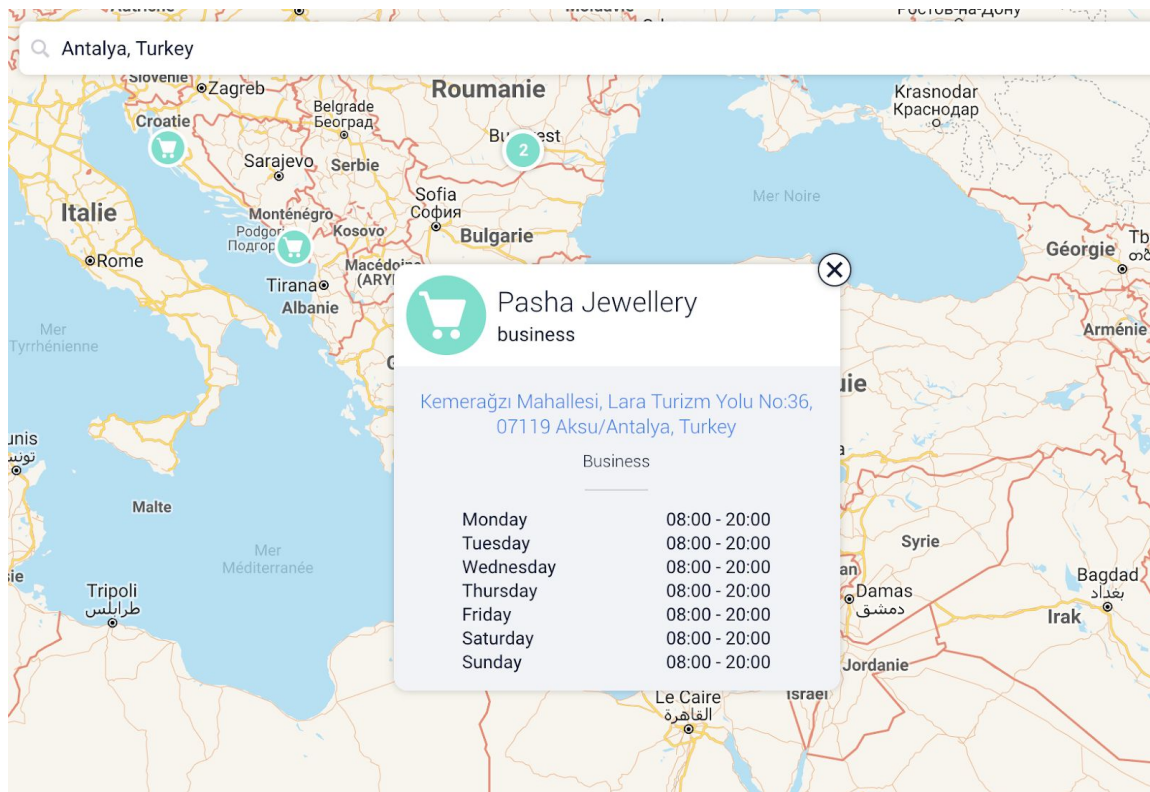 Antalya, Turkey
Slovénie
Zagreb
Roumanie
Krasnodar
Краснодар
Croatie
Belgrade
Београд
2
Sarajevo
Serbie
Mer Noire
Sofia
София
Italie
Monténégro
Kosovo
Bulgarie
Géorgie
Rome
Tirana
Albanie
Pasha Jewellery
business
Mer
Tyrrhénienne
Arménie
Kemerağzı Mahallesi, Lara Turizm Yolu No:36,
07119 Aksu/Antalya, Turkey
Business
Malte
Monday 08:00 - 20:00
Tuesday 08:00 - 20:00
Wednesday 08:00 - 20:00
Thursday 08:00 - 20:00
Friday 08:00 - 20:00
Saturday 08:00 - 20:00
Sunday 08:00 - 20:00
Mer
Méditerranée
Syrie
Tripoli
طرابلس
Damas
دمشق
Bagdad
بغداد
Irak
Jordanie
Le Caire
القاهرة
Israël